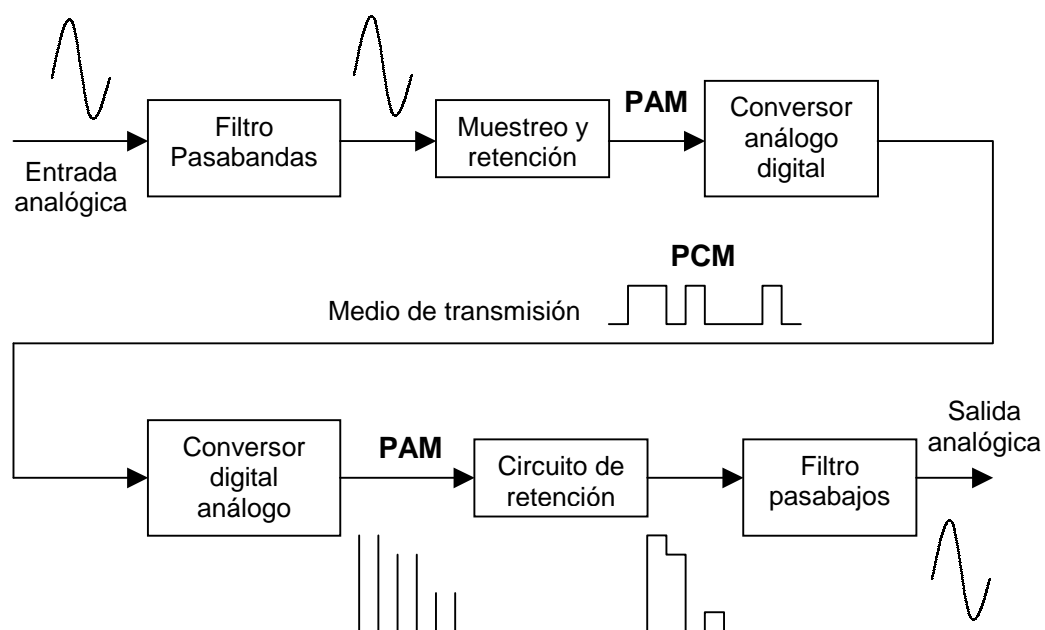 Entrada
analógica
Filtro
Pasabandas
Muestreo y
retención
PAM
Conversor
análogo
digital
PCM
Medio de transmisión
Conversor
digital
análogo
PAM
Circuito de
retención
Filtro
pasabajos
Salida
analógica